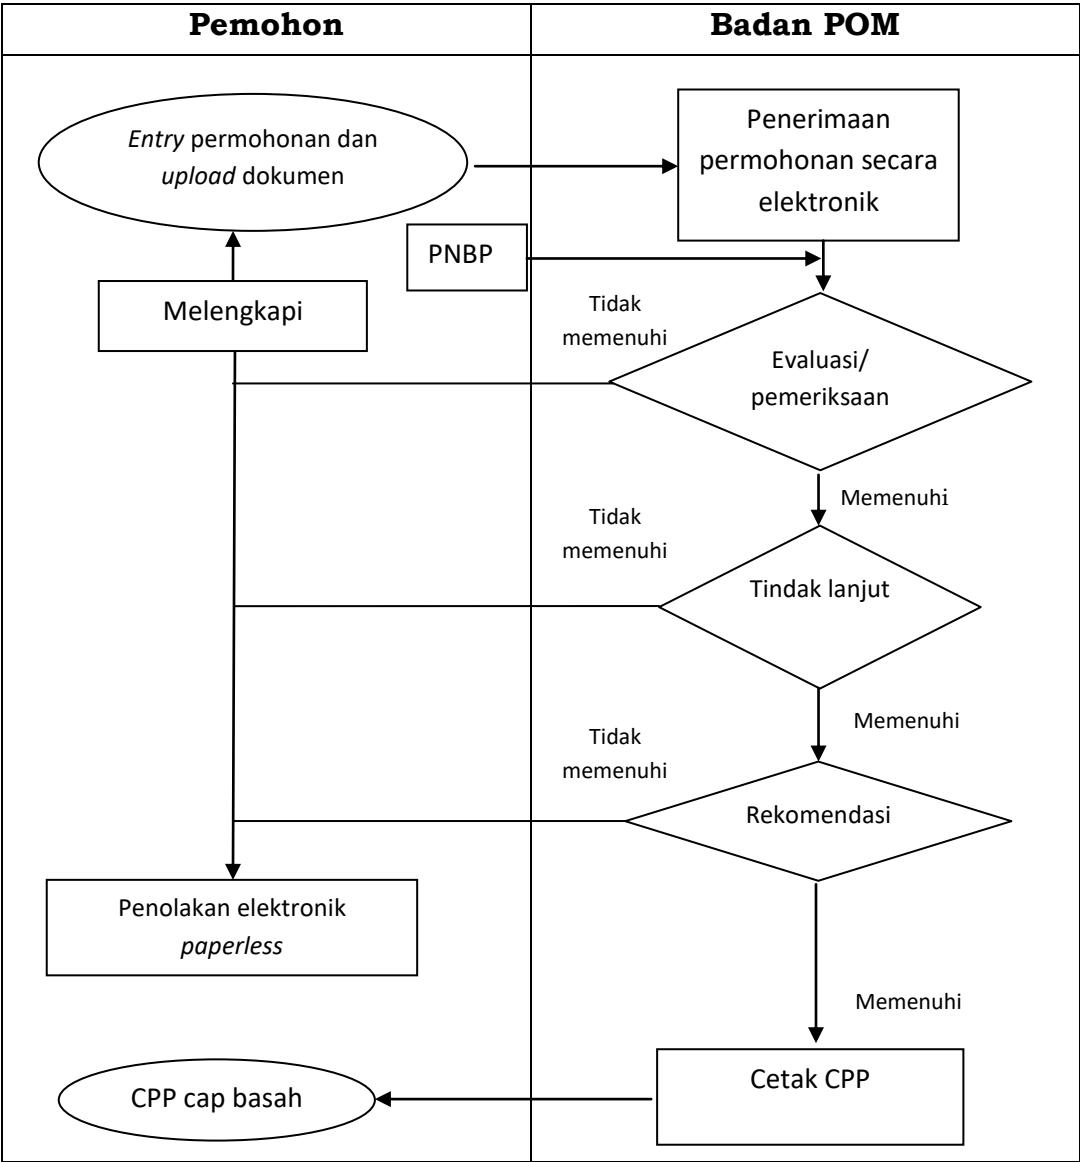 Pemohon
Badan POM
Entry permohonan dan
upload dokumen
Penerimaan
permohonan secara
elektronik
PNBP
Melengkapi
Tidak
memenuhi
Evaluasi/
pemeriksaan
Memenuhi
Tidak
memenuhi
Tindak lanjut
Memenuhi
Tidak
memenuhi
Rekomendasi
Penolakan elektronik
paperless
Memenuhi
Cetak CPP
CPP cap basah